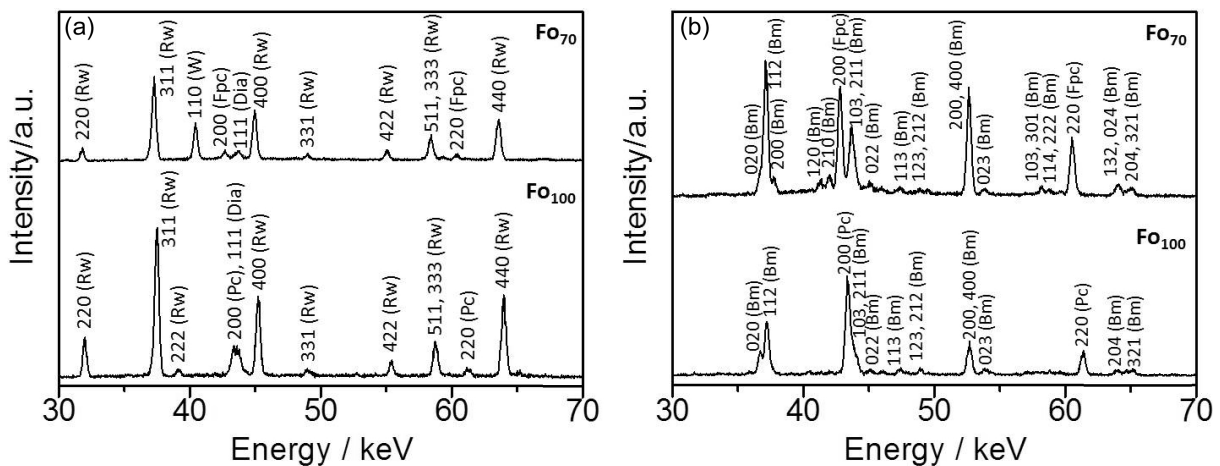 (a)
Fo70
220 (Rw)
311 (Rw)
110 (W)
200 (Fpc)
111 (Dia)
400 (Rw)
331 (Rw)
422 (Rw)
511, 333 (Rw)
220 (Fpc)
440 (Rw)
Fo100
220 (Rw)
311 (Rw)
222 (Rw)
200 (Pc), 111 (Dia)
400 (Rw)
331 (Rw)
422 (Rw)
511, 333 (Rw)
220 (Pc)
440 (Rw)
Intensity/a.u.
30 40 50 60 70
Energy / keV
(b)
Fo70
020 (Bm)
112 (Bm)
200 (Bm)
120 (Bm)
210 (Bm)
200 (Fpc)
103, 211 (Bm)
022 (Bm)
113 (Bm)
123, 212 (Bm)
200, 400 (Bm)
023 (Bm)
103, 301 (Bm)
114, 222 (Bm)
220 (Fpc)
132, 024 (Bm)
204, 321 (Bm)
Fo100
020 (Bm)
112 (Bm)
200 (Pc)
103, 211 (Bm)
022 (Bm)
113 (Bm)
123, 212 (Bm)
200, 400 (Bm)
023 (Bm)
220 (Pc)
204 (Bm)
321 (Bm)
Intensity/a.u.
30 40 50 60 70
Energy / keV